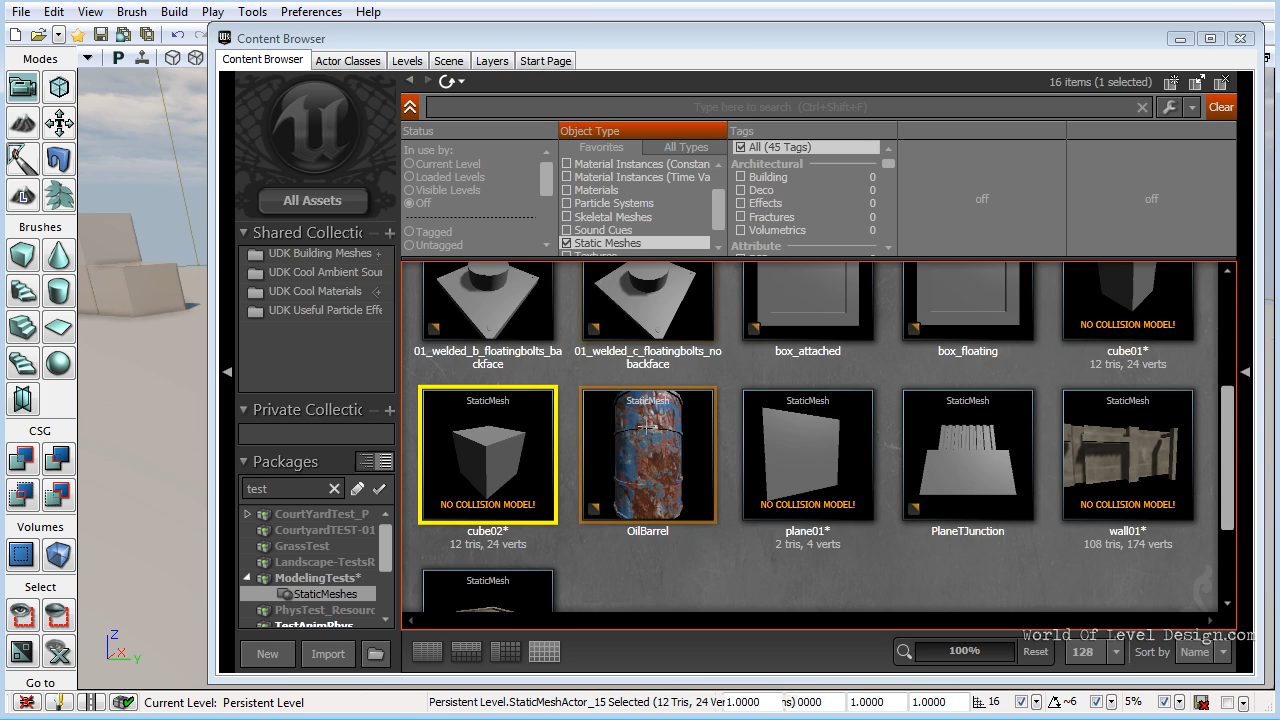 File Edit View Brush Build Play Tools Preferences Help
Content Browser
Content Browser Actor Classes Levels Scene Layers Start Page
Modes
P
16 items (1 selected)
Type here to search (Ctrl+Shift+F)
Clear
Status
Object Type
Tags
In use by:
Current Level
Loaded Levels
Visible Levels
Off
Tagged
Untagged
Favorites
All Types
Material Instances (Constan
Material Instances (Time Va
Materials
Particle Systems
Skeletal Meshes
Sound Cues
Static Meshes
All (45 Tags)
Architectural
Building 0
Deco 0
Effects 0
Fractures 0
Volumetrics 0
Attribute
off
off
All Assets
Shared Collectic
UDK Building Meshes
UDK Cool Ambient Sour
UDK Cool Materials
UDK Useful Particle Effe
Private Collectic
Packages
test
CourtYardTEST_P
CourtyardTEST-01
GrassTest
Landscape-TestsR
ModelingTests*
StaticMeshes
PhysTest_Resourc
TestAnimPhys
New
Import
Brushes
CSG
Volumes
Select
Go to
L
Z
X
Y
01_welded_b_floatingbolts_ba
ckface
01_welded_c_floatingbolts_no
backface
box_attached
box_floating
NO COLLISION MODEL!
cube01*
12 tris, 24 verts
StaticMesh
NO COLLISION MODEL!
cube02*
12 tris, 24 verts
StaticMesh
OilBarrel
StaticMesh
NO COLLISION MODEL!
plane01*
2 tris, 4 verts
StaticMesh
PlaneTJunction
StaticMesh
NO COLLISION MODEL!
wall01*
108 tris, 174 verts
StaticMesh
World Of Level Design.com
100%
Reset
128
Sort by
Name
Current Level: Persistent Level
Persistent Level.StaticMeshActor_15 Selected (12 Tris, 24 Ve
1.0000
1.0000
1.0000
16
~6
5%